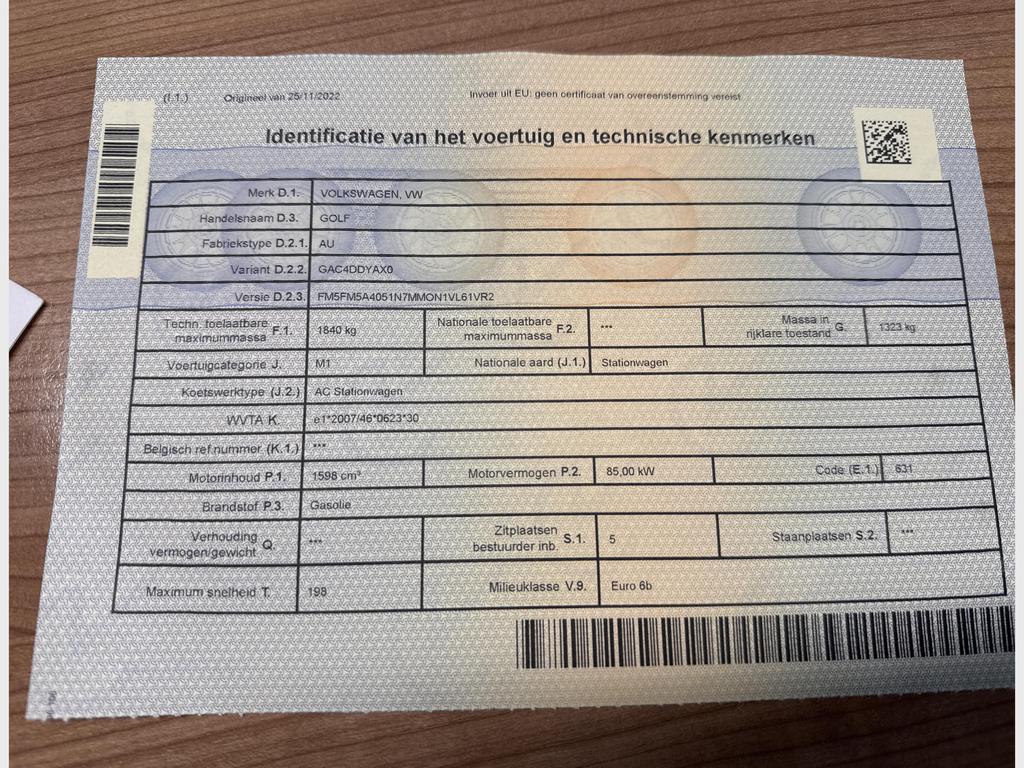 (I.1.) Origineel van 25/11/2022 Invoer uit EU: geen certificaat van overeenstemming vereist.
Identificatie van het voertuig en technische kenmerken
Merk D.1. VOLKSWAGEN, VW
Handelsnaam D.3. GOLF
Fabriekstype D.2.1. AU
Variant D.2.2. GAC4DDYAX0
Versie D.2.3. FM5FM5A4051N7MMON1VL61VR2
Techn. toelaatbare maximummassa F.1. 1840 kg Nationale toelaatbare maximummassa F.2. *** Massa in rijklare toestand G. 1323 kg
Voertuigcategorie J. M1 Nationale aard (J.1.) Stationwagen
Koetswerktype (J.2.) AC Stationwagen
WVTA K. e1*2007/46*0623*30
Belgisch ref.nummer (K.1.) ***
Motorinhoud P.1. 1598 cm³ Motorvermogen P.2. 85,00 kW Code (E.1.) 631
Brandstof P.3. Gasolie
Verhouding vermogen/gewicht Q. *** Zitplaatsen bestuurder inb. S.1. 5 Staanplaatsen S.2. ***
Maximum snelheid T. 198 Milieuklasse V.9. Euro 6b